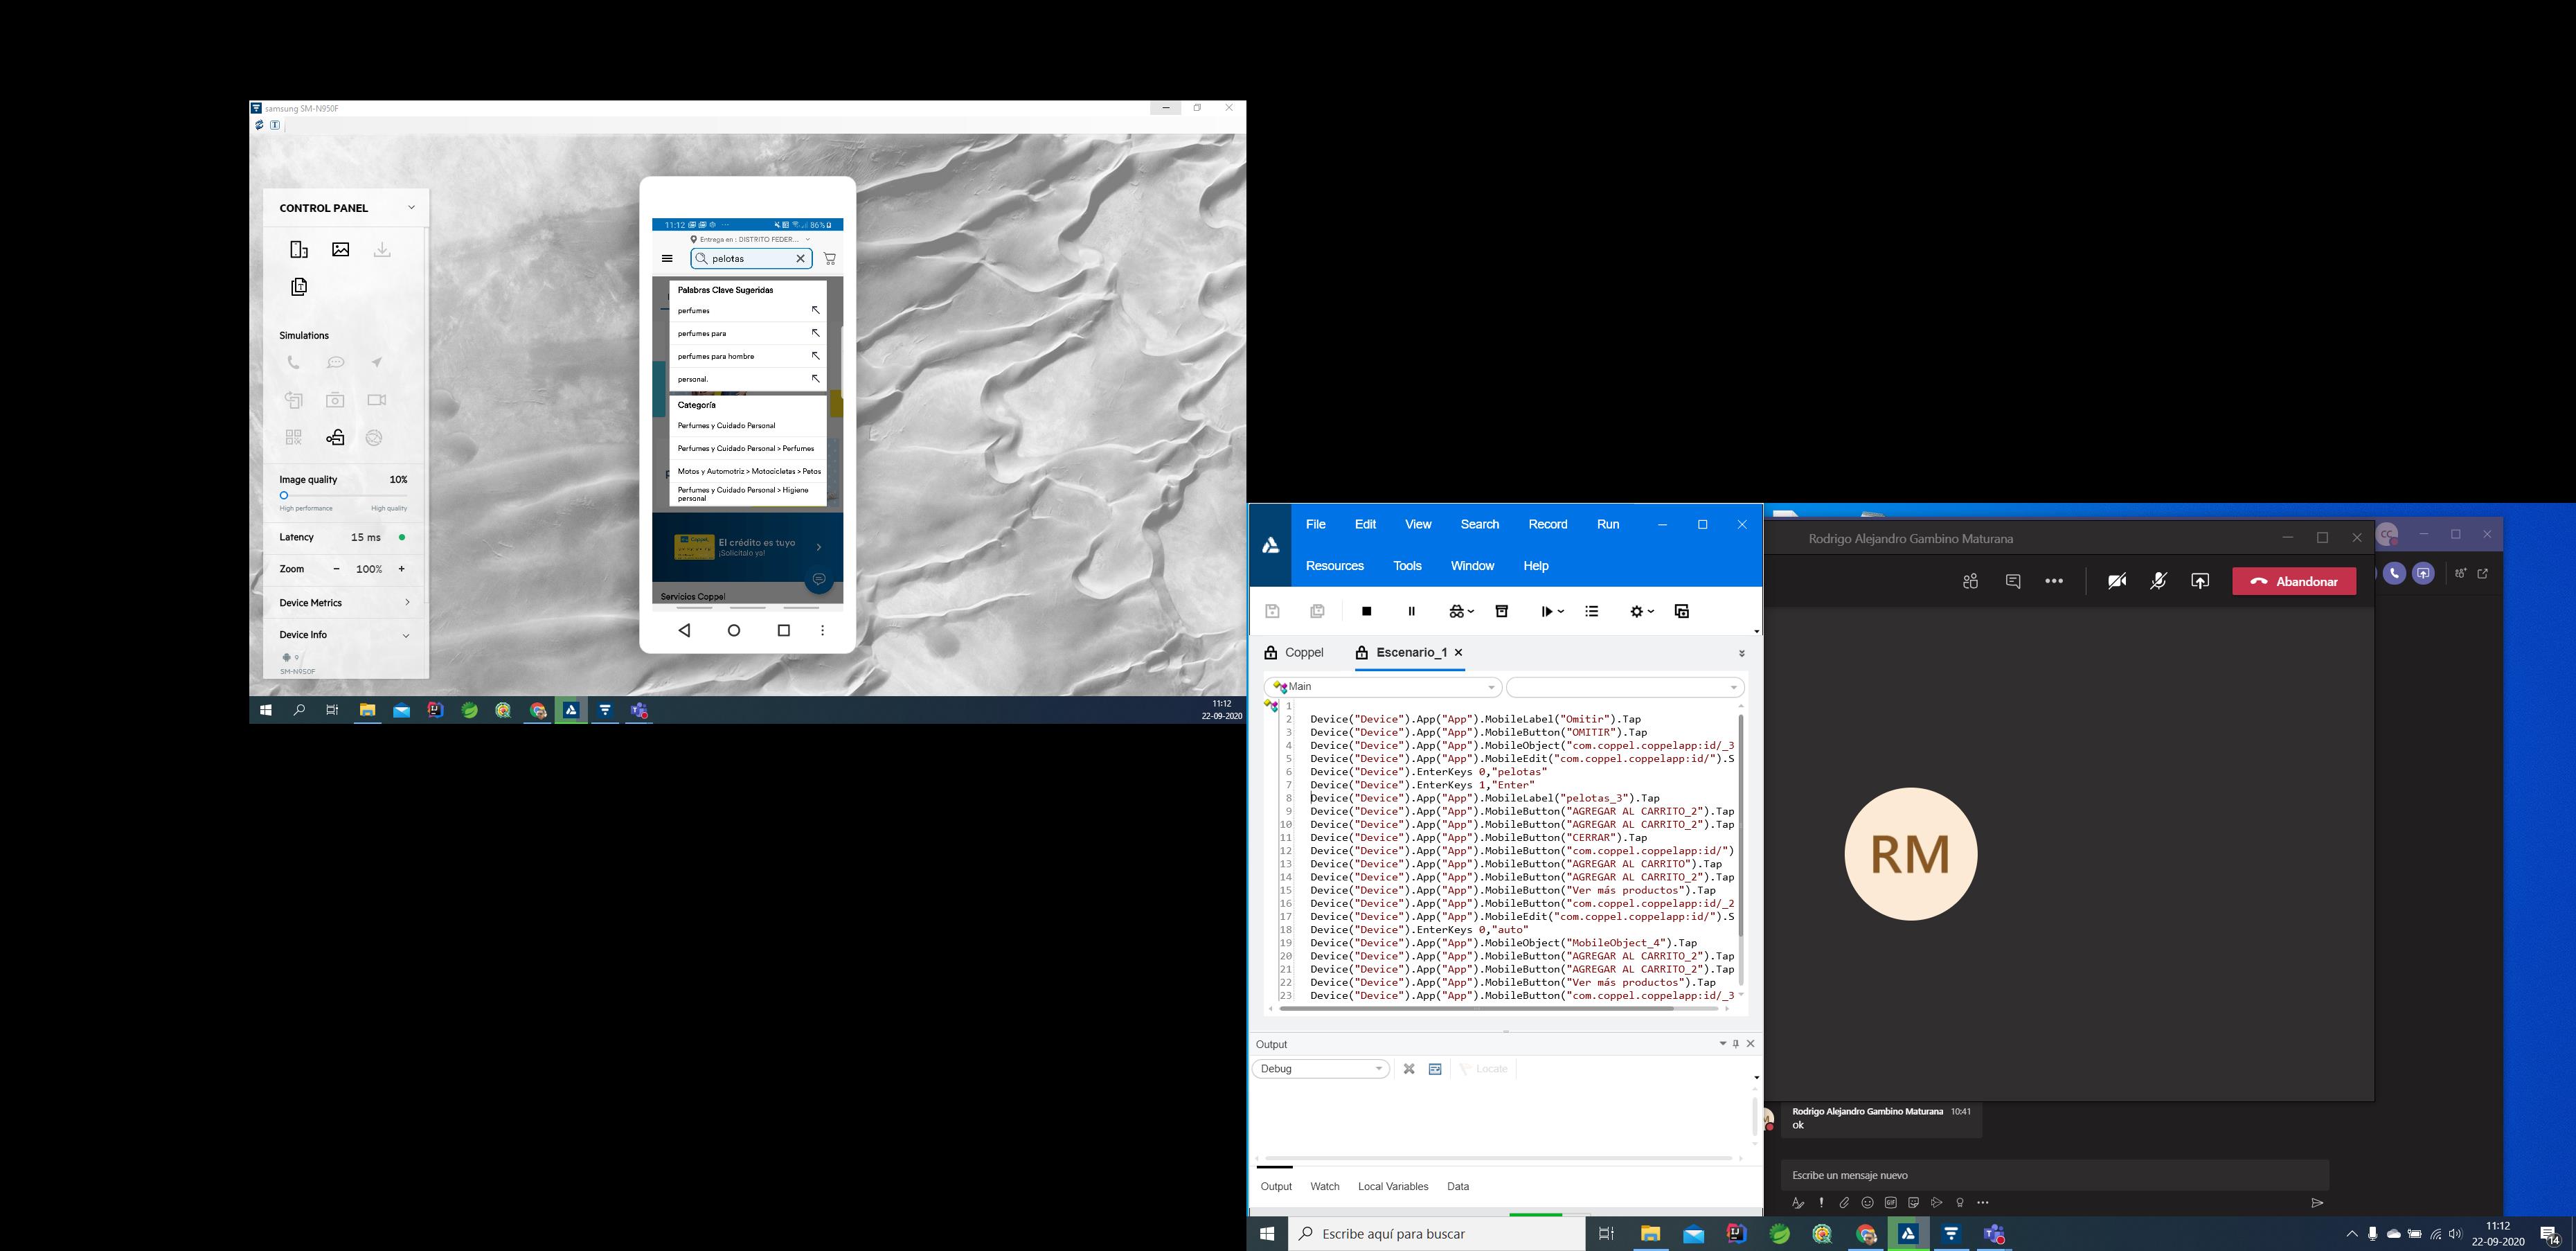 samsung SM-N950F
CONTROL PANEL
Simulations
Image quality 10%
High performance High quality
Latency 15 ms
Zoom − 100% +
Device Metrics
Device Info
9
SM-N950F
11:12 86%
Entrega en : DISTRITO FEDER...
pelotas
Palabras Clave Sugeridas
perfumes
perfumes para
perfumes para hombre
personal.
Categoría
Perfumes y Cuidado Personal
Perfumes y Cuidado Personal > Perfumes
Motos y Automotriz > Motocicletas > Petos
Perfumes y Cuidado Personal > Higiene
personal
El crédito es tuyo
¡Solicítalo ya!
Servicios Coppel
11:12
22-09-2020
File Edit View Search Record Run
Resources Tools Window Help
Coppel Escenario_1
Main
1
2 Device("Device").App("App").MobileLabel("Omitir").Tap
3 Device("Device").App("App").MobileButton("OMITIR").Tap
4 Device("Device").App("App").MobileObject("com.coppel.coppelapp:id/_3
5 Device("Device").App("App").MobileEdit("com.coppel.coppelapp:id/").S
6 Device("Device").EnterKeys 0,"pelotas"
7 Device("Device").EnterKeys 1,"Enter"
8 Device("Device").App("App").MobileLabel("pelotas_3").Tap
9 Device("Device").App("App").MobileButton("AGREGAR AL CARRITO_2").Tap
10 Device("Device").App("App").MobileButton("AGREGAR AL CARRITO_2").Tap
11 Device("Device").App("App").MobileButton("CERRAR").Tap
12 Device("Device").App("App").MobileButton("com.coppel.coppelapp:id/")
13 Device("Device").App("App").MobileButton("AGREGAR AL CARRITO").Tap
14 Device("Device").App("App").MobileButton("AGREGAR AL CARRITO_2").Tap
15 Device("Device").App("App").MobileButton("Ver más productos").Tap
16 Device("Device").App("App").MobileButton("com.coppel.coppelapp:id/_2
17 Device("Device").App("App").MobileEdit("com.coppel.coppelapp:id/").S
18 Device("Device").EnterKeys 0,"auto"
19 Device("Device").App("App").MobileObject("MobileObject_4").Tap
20 Device("Device").App("App").MobileButton("AGREGAR AL CARRITO_2").Tap
21 Device("Device").App("App").MobileButton("AGREGAR AL CARRITO_2").Tap
22 Device("Device").App("App").MobileButton("Ver más productos").Tap
23 Device("Device").App("App").MobileButton("com.coppel.coppelapp:id/_3
Output
Debug
Locate
Output Watch Local Variables Data
Rodrigo Alejandro Gambino Maturana
CC
Abandonar
RM
Rodrigo Alejandro Gambino Maturana 10:41
ok
Escribe un mensaje nuevo
GIF
Escribe aquí para buscar
11:12
22-09-2020
14